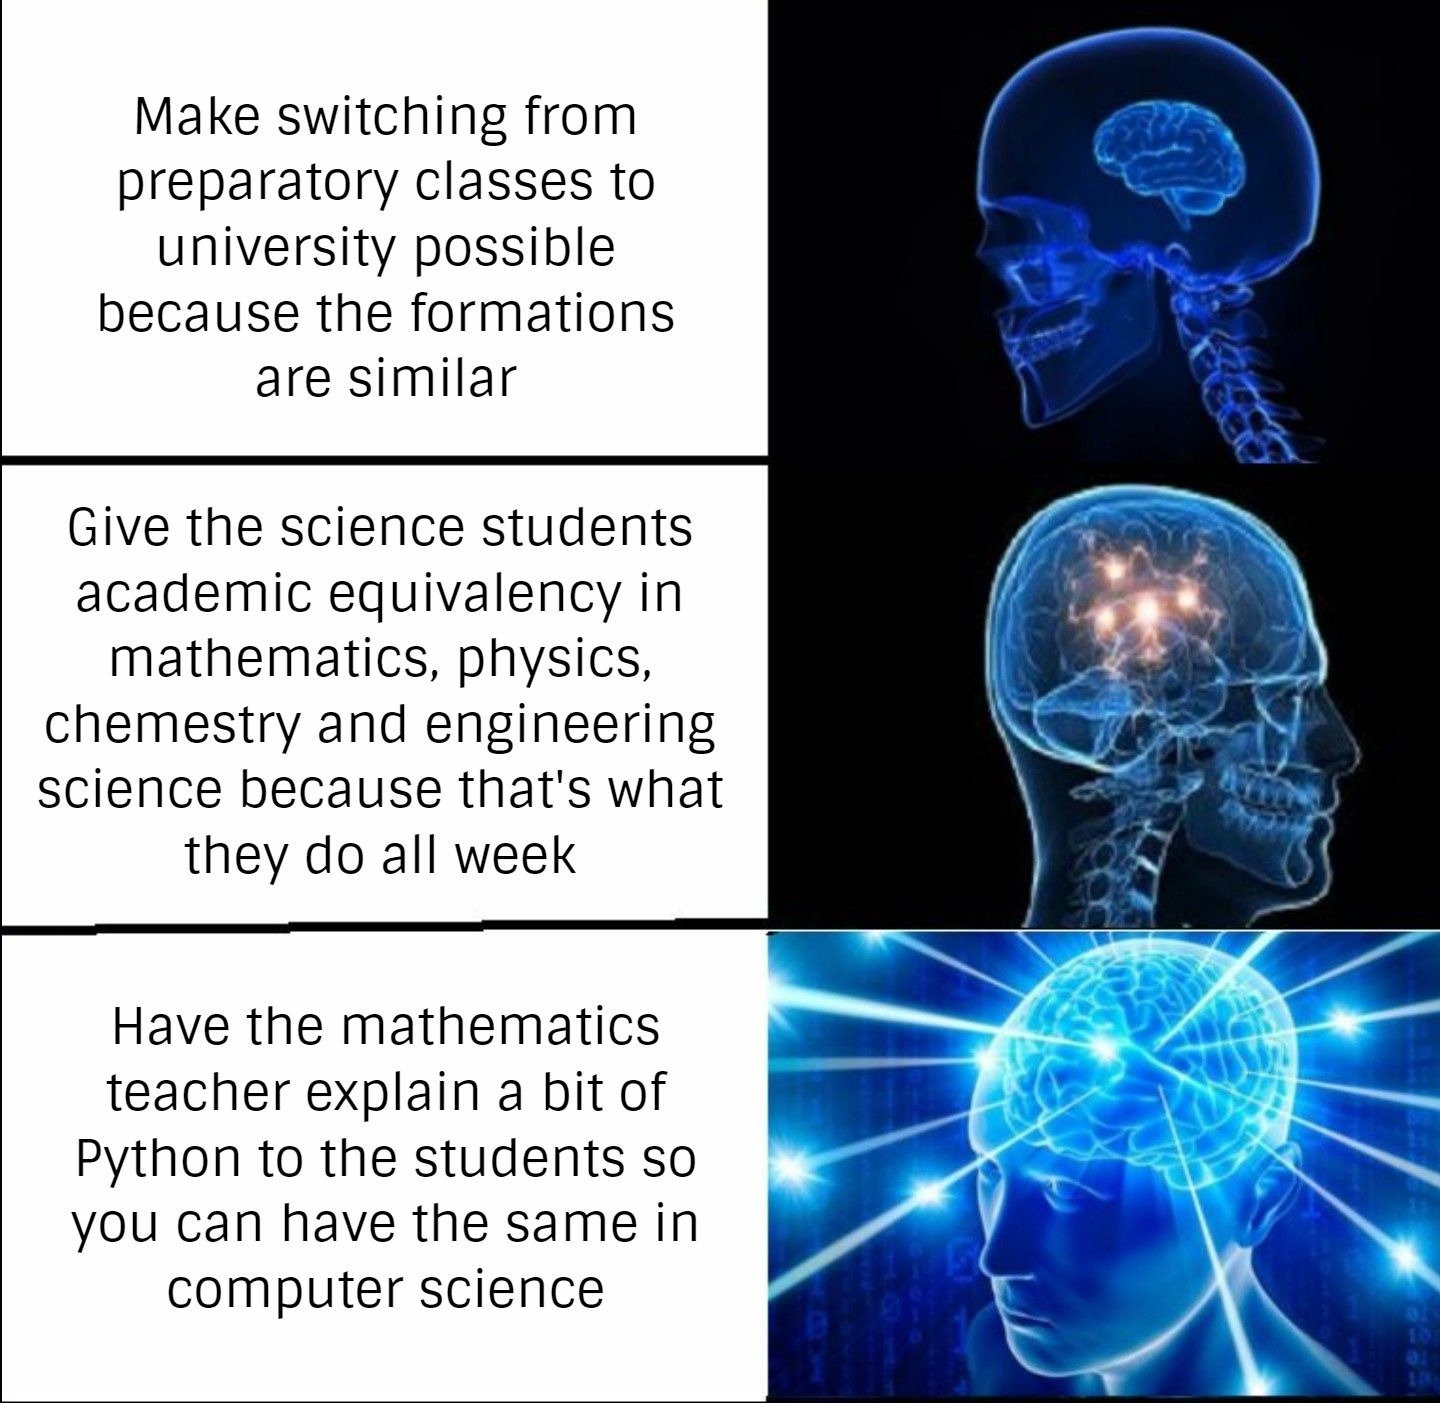 Make switching from
preparatory classes to
university possible
because the formations
are similar
Give the science students
academic equivalency in
mathematics, physics,
chemestry and engineering
science because that's what
they do all week
Have the mathematics
teacher explain a bit of
Python to the students so
you can have the same in
computer science